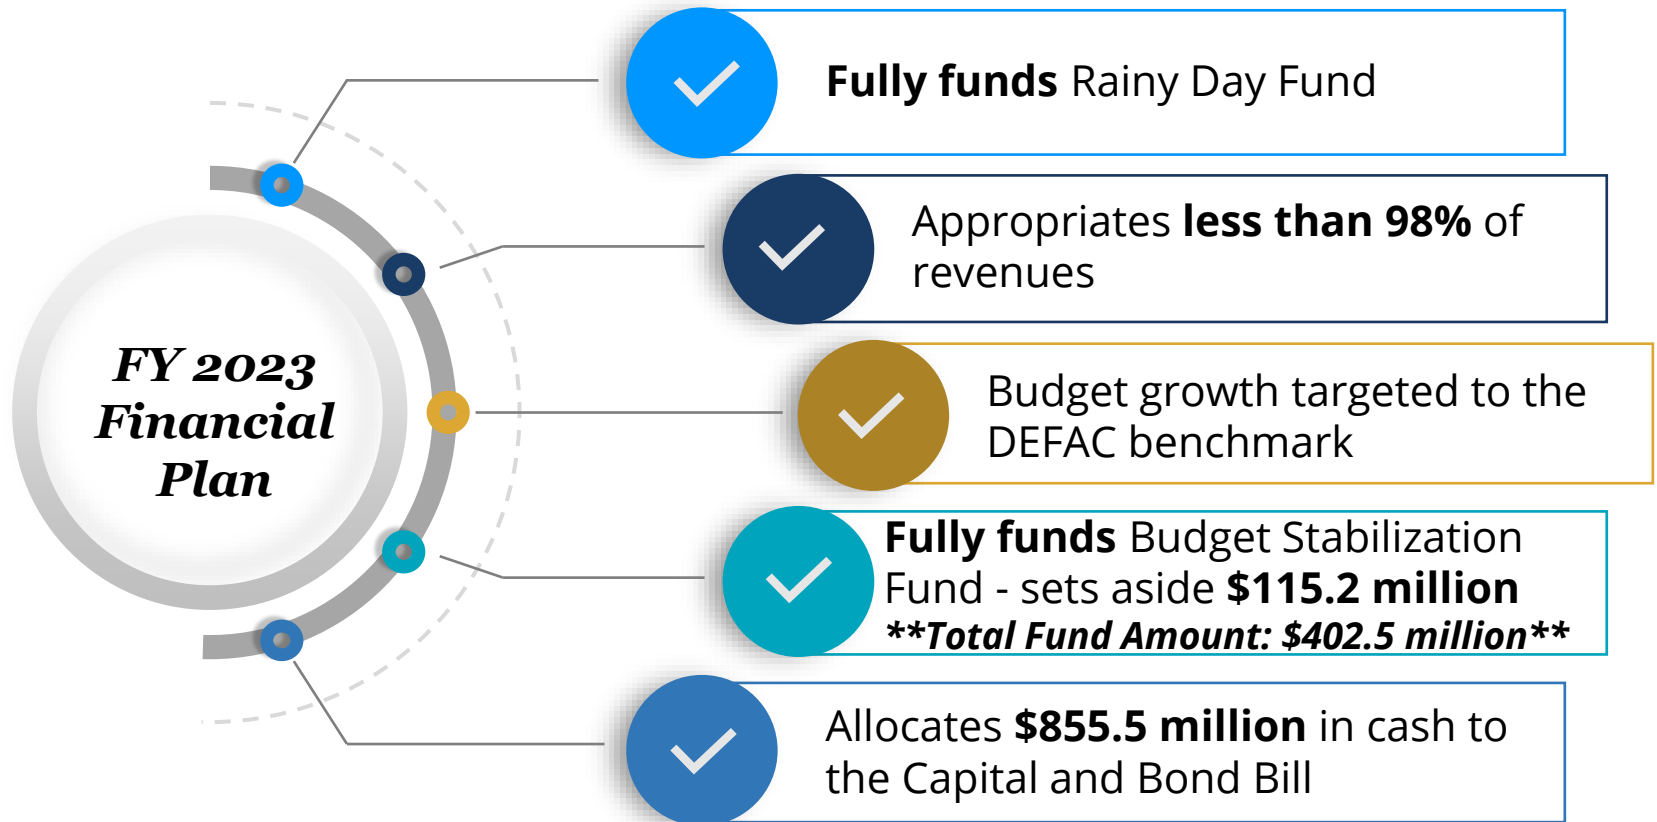 FY 2023
Financial
Plan
Fully funds Rainy Day Fund
Appropriates less than 98% of
revenues
Budget growth targeted to the
DEFAC benchmark
Fully funds Budget Stabilization
Fund - sets aside $115.2 million
**Total Fund Amount: $402.5 million**
Allocates $855.5 million in cash to
the Capital and Bond Bill